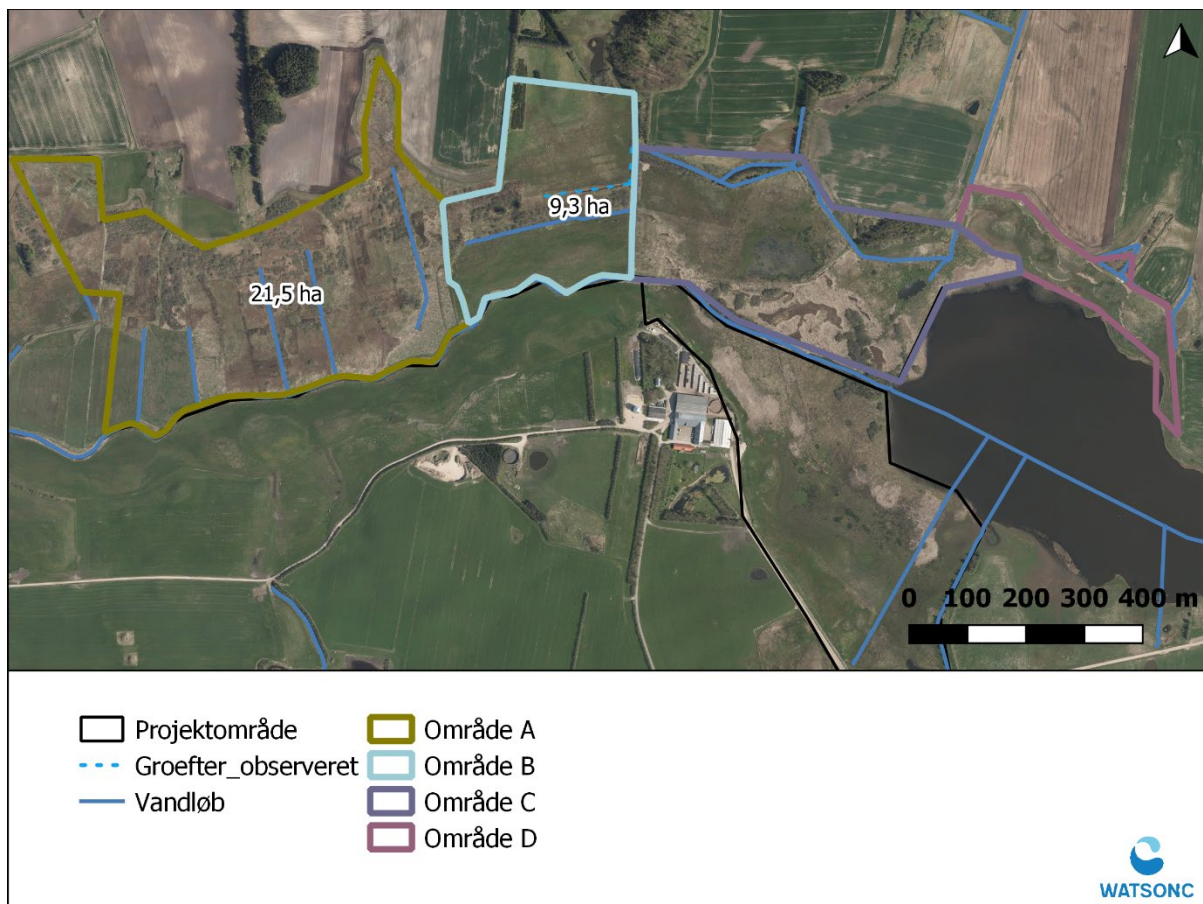 9,3 ha
21,5 ha
0 100 200 300 400 m
Projektområde
Groefter_observeret
Vandløb
Område A
Område B
Område C
Område D
WATSONC